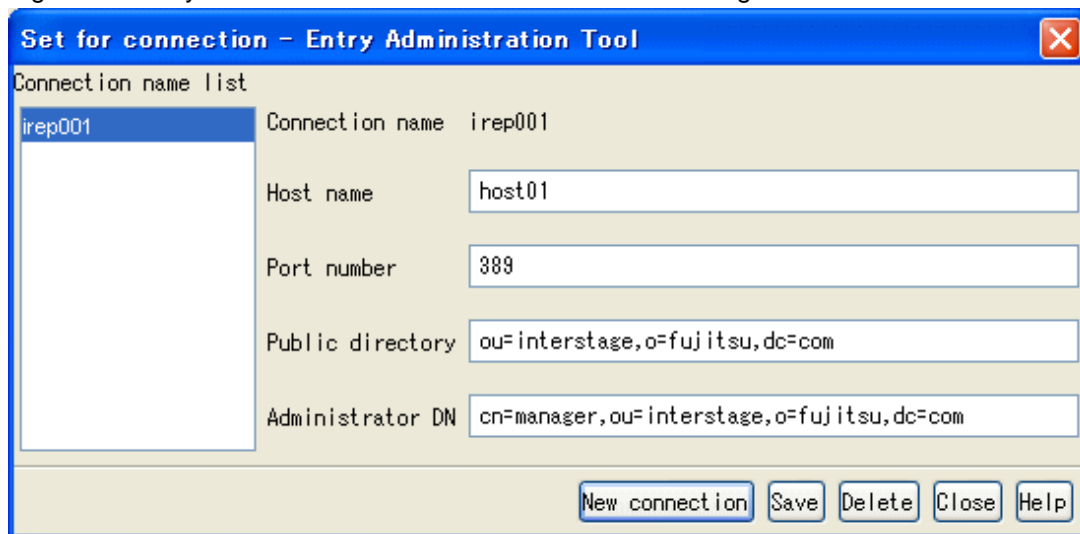 Set for connection - Entry Administration Tool
Connection name list
irep001
Connection name irep001
Host name host01
Port number 389
Public directory ou=interstage,o=fujitsu,dc=com
Administrator DN cn=manager,ou=interstage,o=fujitsu,dc=com
New connection Save Delete Close Help